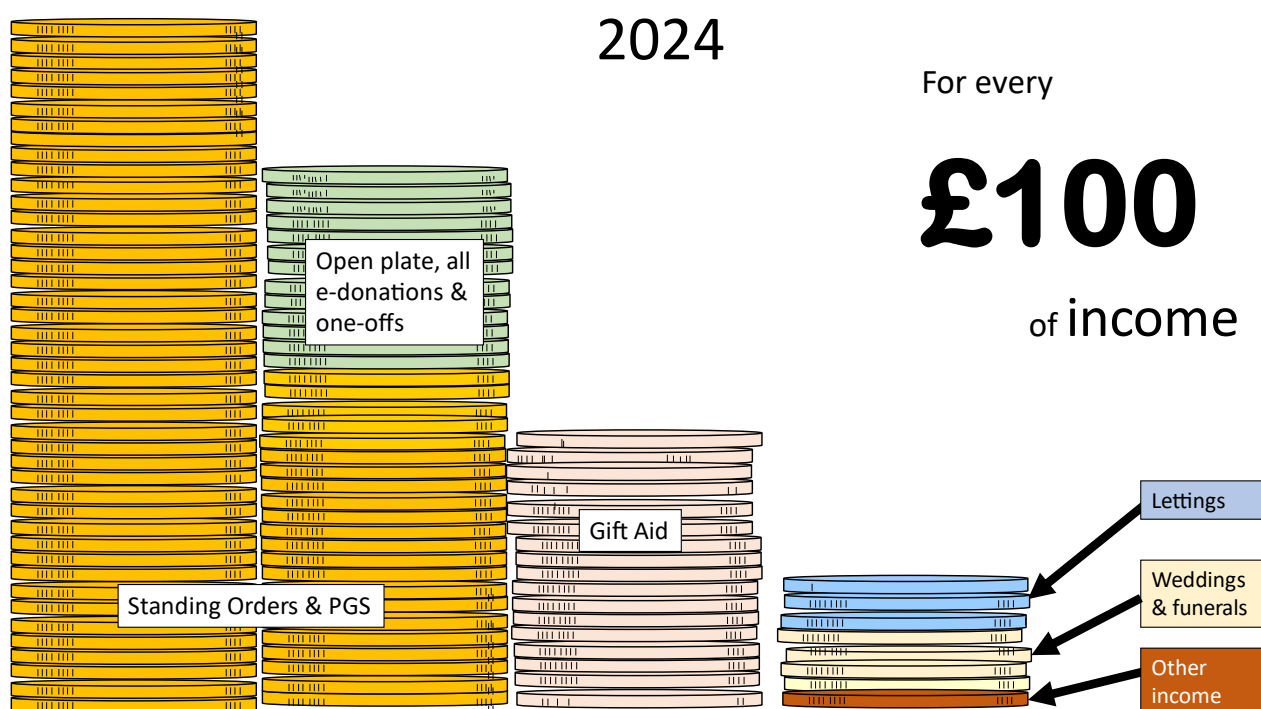 2024
For every
£100
of income
Open plate, all
e-donations &
one-offs
Gift Aid
Standing Orders & PGS
Lettings
Weddings
& funerals
Other
income